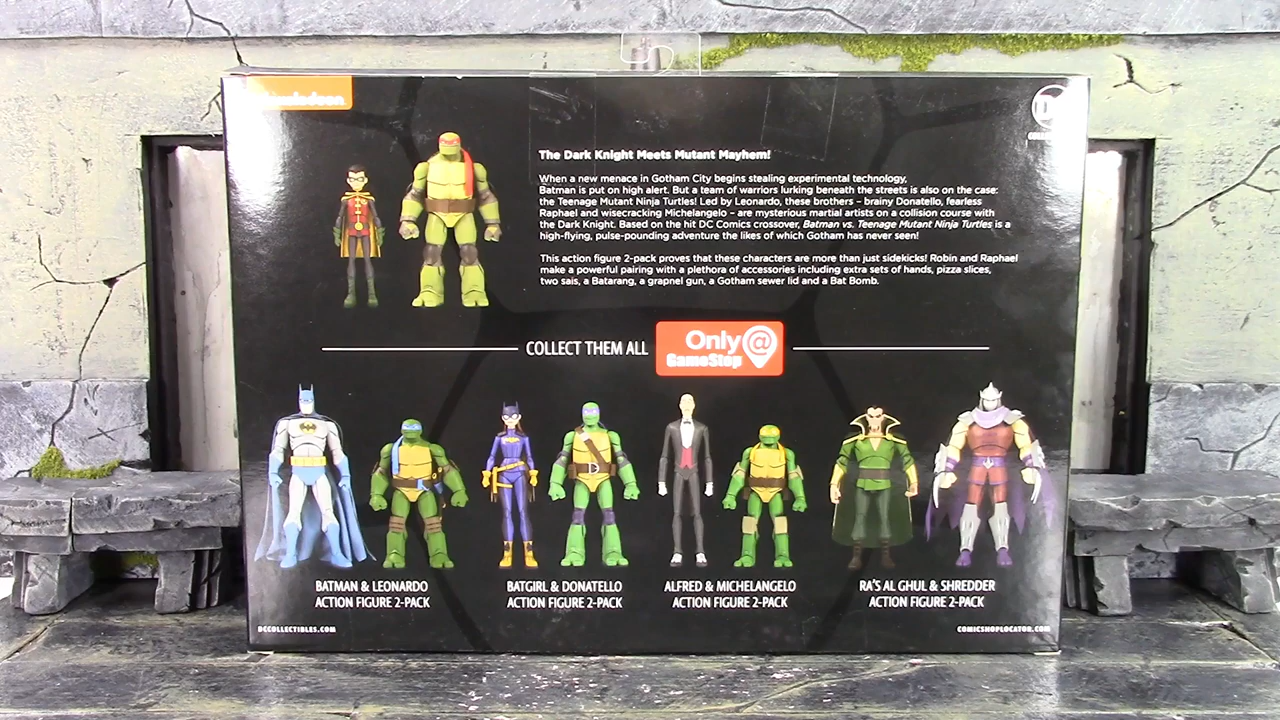 The Dark Knight Meets Mutant Mayhem!
When a new menace in Gotham City begins stealing experimental technology,
Batman is put on high alert. But a team of warriors lurking beneath the streets is also on the case:
the Teenage Mutant Ninja Turtles! Led by Leonardo, these brothers – brainy Donatello, fearless
Raphael and wisecracking Michelangelo – are mysterious martial artists on a collision course with
the Dark Knight. Based on the hit DC Comics crossover, Batman vs. Teenage Mutant Ninja Turtles is a
high-flying, pulse-pounding adventure the likes of which Gotham has never seen!
This action figure 2-pack proves that these characters are more than just sidekicks! Robin and Raphael
make a powerful pairing with a plethora of accessories including extra sets of hands, pizza slices,
two sais, a Batarang, a grapnel gun, a Gotham sewer lid and a Bat Bomb.
COLLECT THEM ALL
Only @
GameStop
BATMAN & LEONARDO
ACTION FIGURE 2-PACK
BATGIRL & DONATELLO
ACTION FIGURE 2-PACK
ALFRED & MICHELANGELO
ACTION FIGURE 2-PACK
RA'S AL GHUL & SHREDDER
ACTION FIGURE 2-PACK
DCCOLLECTIBLES.COM
COMICSHOPLOCATOR.COM